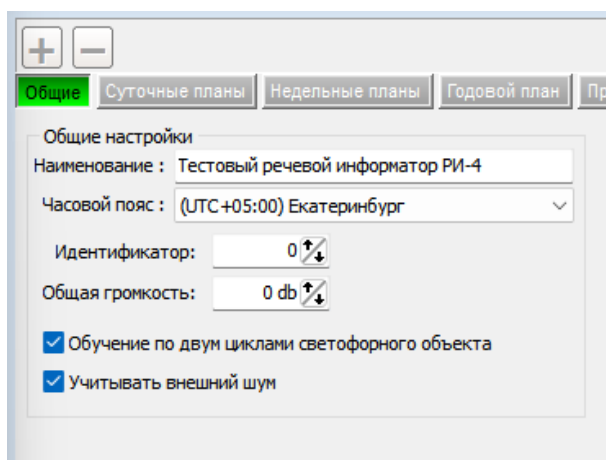 Общие Суточные планы Недельные планы Годовой план
Общие настройки
Наименование : Тестовый речевой информатор РИ-4
Часовой пояс : (UTC+05:00) Екатеринбург
Идентификатор: 0
Общая громкость: 0 db
Обучение по двум циклами светофорного объекта
Учитывать внешний шум